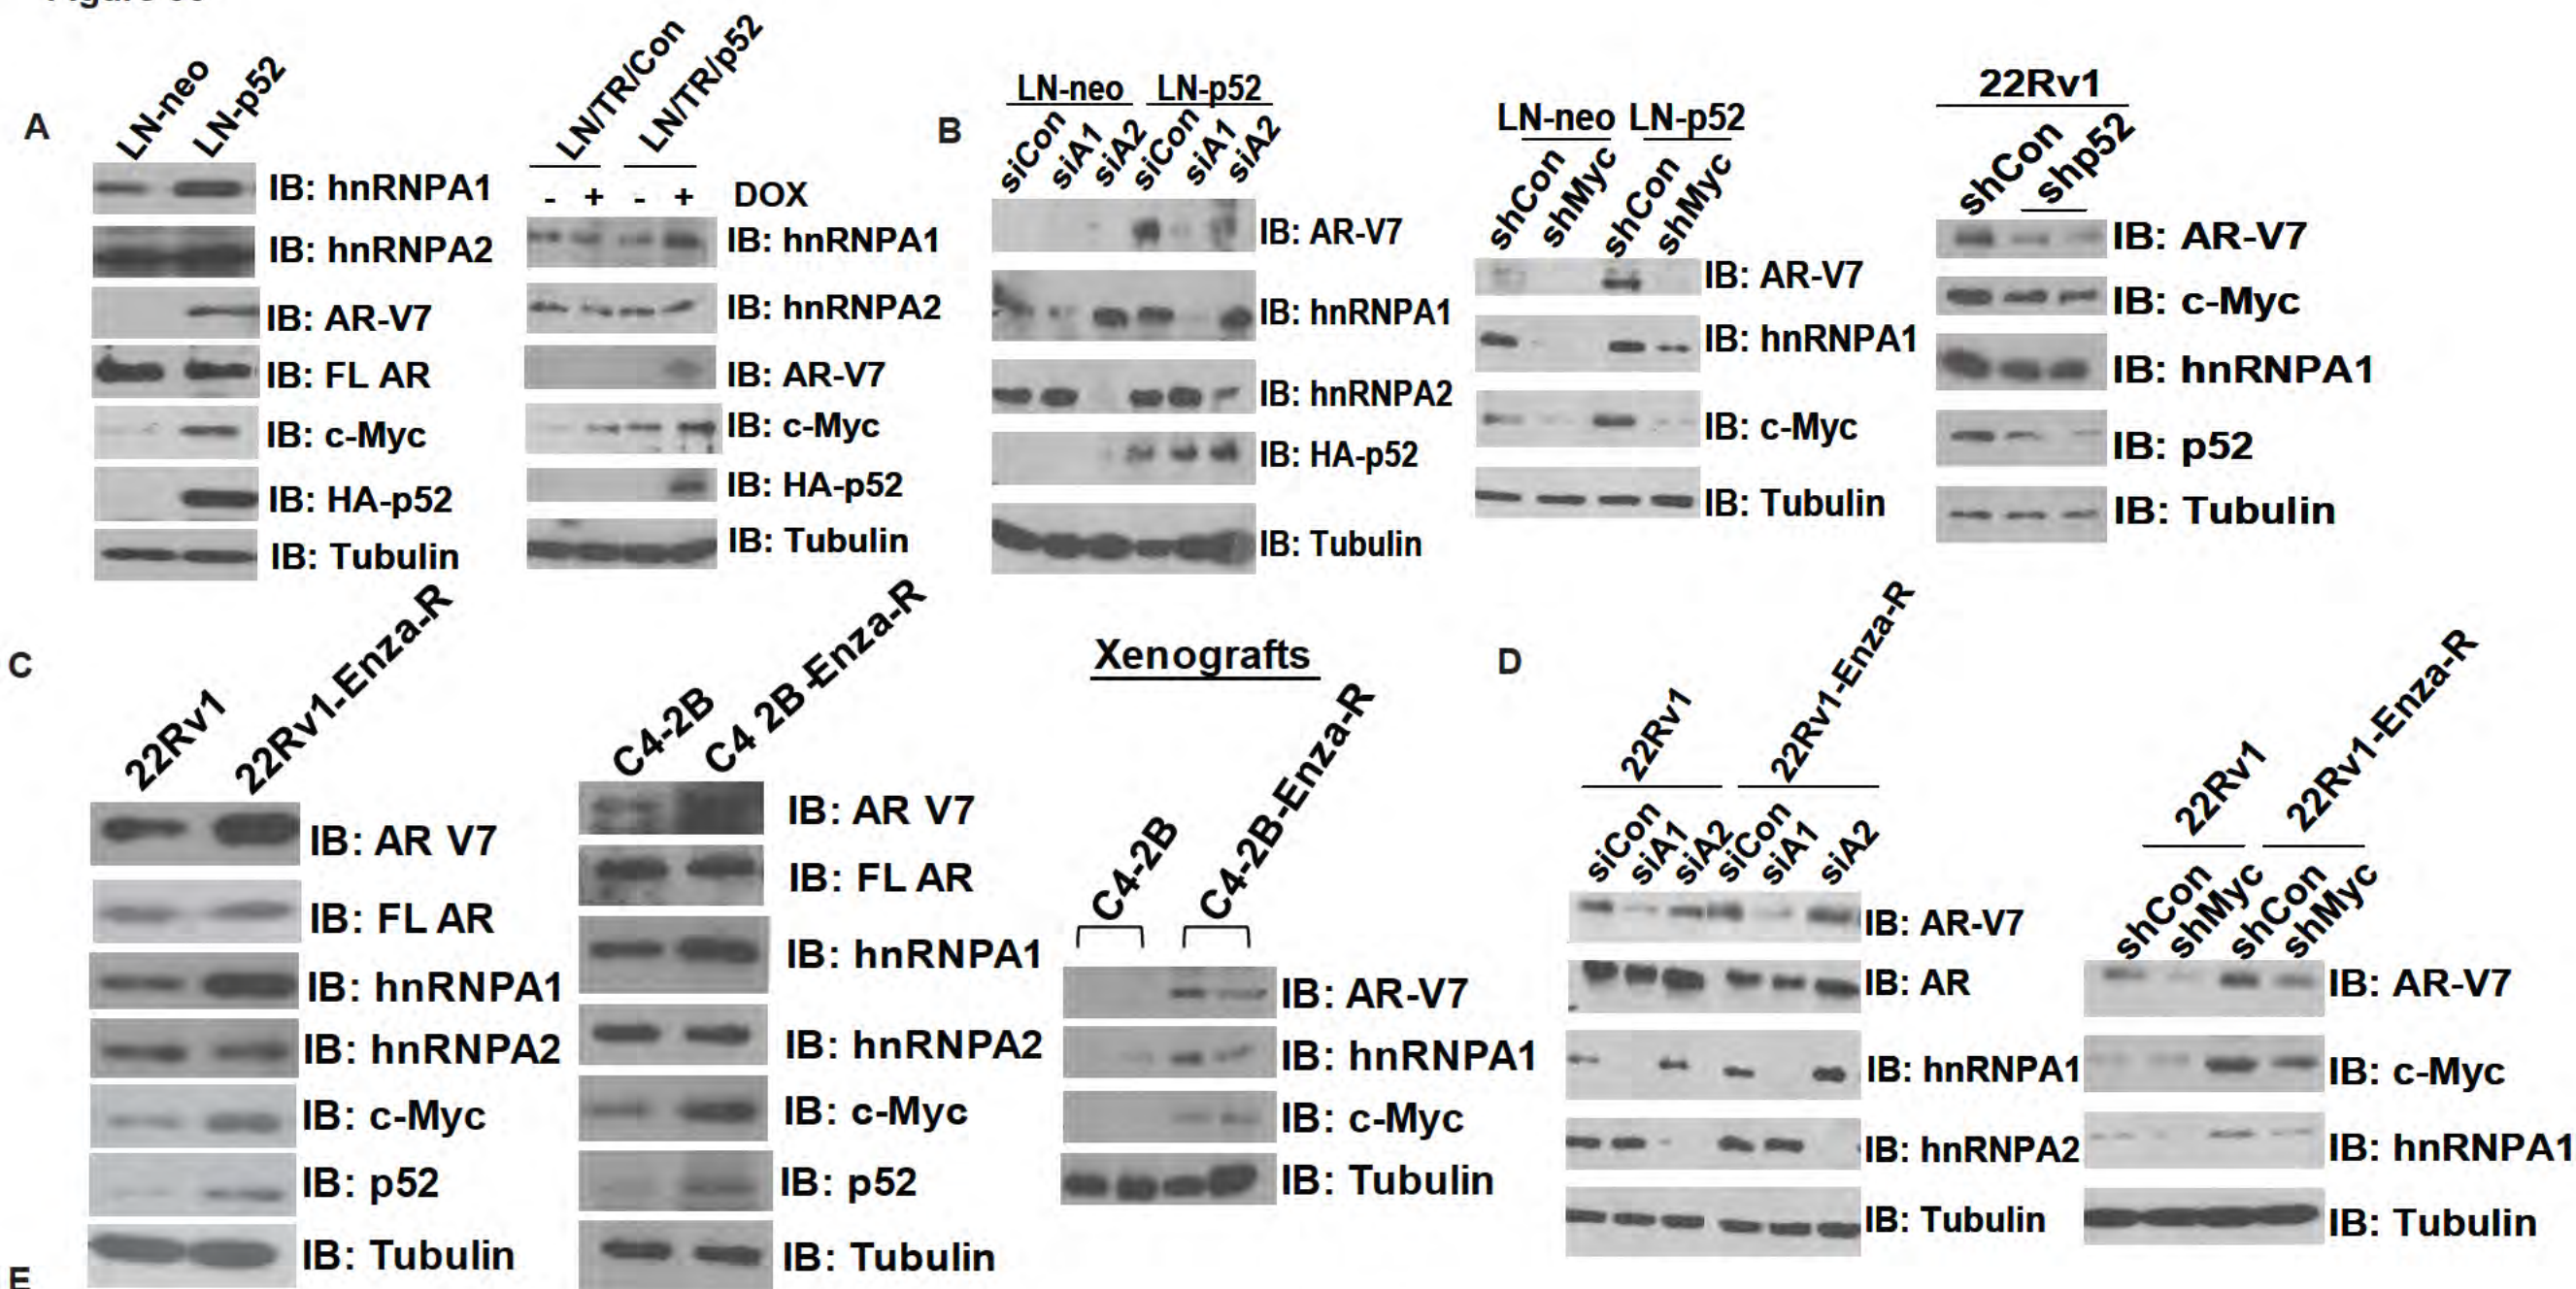 A
LN-neo
LN-p52
IB: hnRNPA1
IB: hnRNPA2
IB: AR-V7
IB: FL AR
IB: c-Myc
IB: HA-p52
IB: Tubulin
LN/TR/Con
LN/TR/p52
- + - + DOX
IB: hnRNPA1
IB: hnRNPA2
IB: AR-V7
IB: c-Myc
IB: HA-p52
IB: Tubulin
B
LN-neo LN-p52
siCon siA1 siA2 siCon siA1 siA2
IB: AR-V7
IB: hnRNPA1
IB: hnRNPA2
IB: HA-p52
IB: Tubulin
LN-neo LN-p52
shCon shMyc shCon shMyc
IB: AR-V7
IB: hnRNPA1
IB: c-Myc
IB: Tubulin
22Rv1
shCon shp52
IB: AR-V7
IB: c-Myc
IB: hnRNPA1
IB: p52
IB: Tubulin
C
22Rv1
22Rv1-Enza-R
IB: AR V7
IB: FL AR
IB: hnRNPA1
IB: hnRNPA2
IB: c-Myc
IB: p52
IB: Tubulin
C4-2B
C4 2B-Enza-R
IB: AR V7
IB: FL AR
IB: hnRNPA1
IB: hnRNPA2
IB: c-Myc
IB: p52
IB: Tubulin
Xenografts
C4-2B
C4-2B-Enza-R
IB: AR-V7
IB: hnRNPA1
IB: c-Myc
IB: Tubulin
D
22Rv1
22Rv1-Enza-R
siCon siA1 siA2 siCon siA1 siA2
IB: AR-V7
IB: AR
IB: hnRNPA1
IB: hnRNPA2
IB: Tubulin
22Rv1
22Rv1-Enza-R
shCon shMyc shCon shMyc
IB: AR-V7
IB: c-Myc
IB: hnRNPA1
IB: Tubulin
E